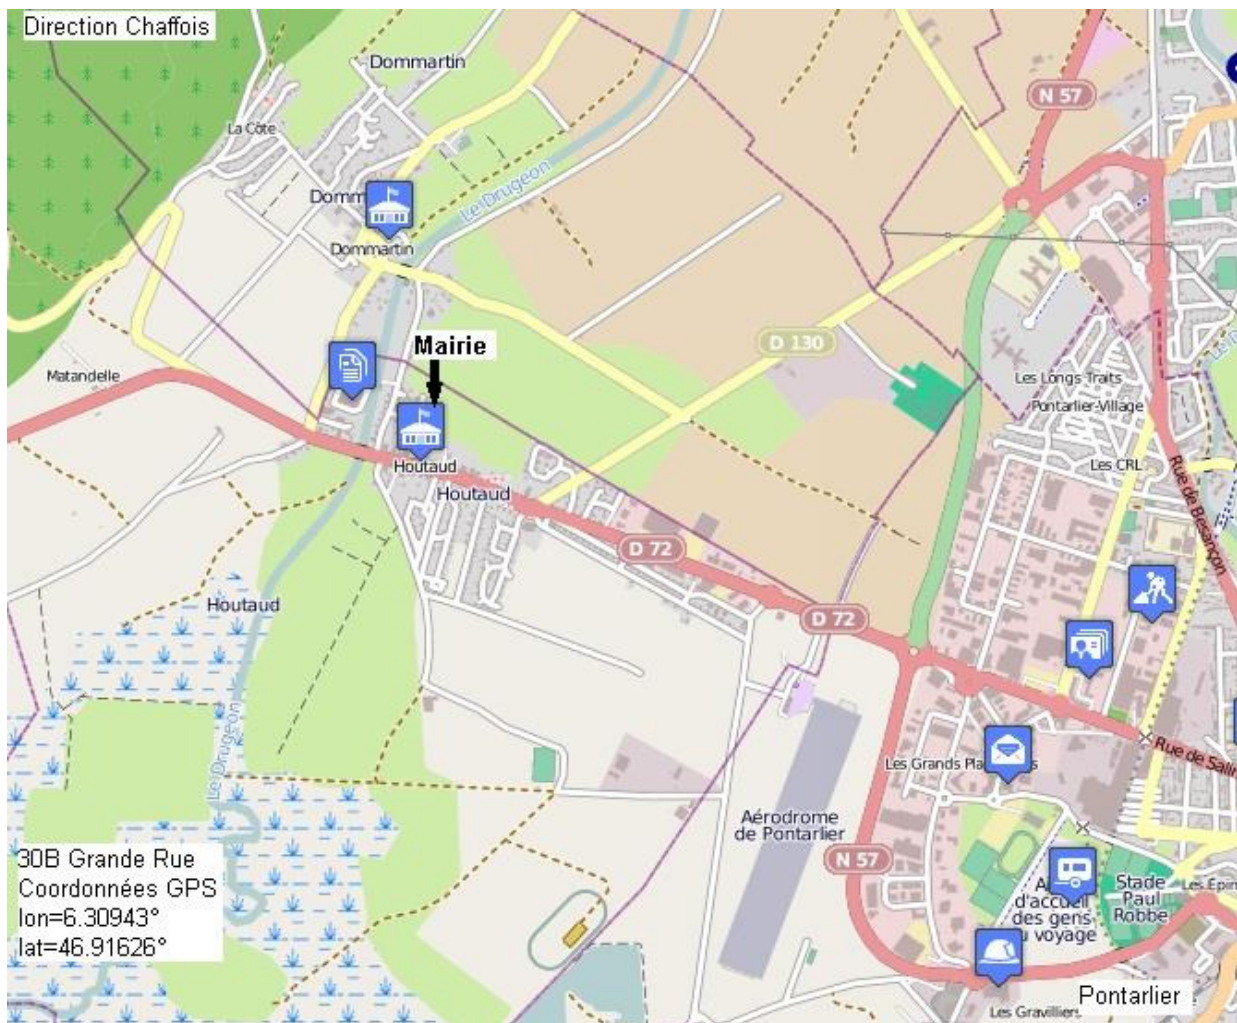 Direction Chaffois
Dommartin
N 57
La Côte
Le Drugeon
Dommartin
D 130
Mairie
Matandelle
Les Longs Traits
Pontarlier-Village
Les CRL
Rue de Besançon
Houtaud
Houtaud
D 72
Houtaud
D 72
Le Drugeon
Rue de Salin
Les Grands
Aérodrome
de Pontarlier
N 57
30B Grande Rue
Coordonnées GPS
lon=6.30943°
lat=46.91626°
d'accueil
des gens
voyage
Stade
Paul
Robbe
Les Epin
Pontarlier
Les Gravilliers